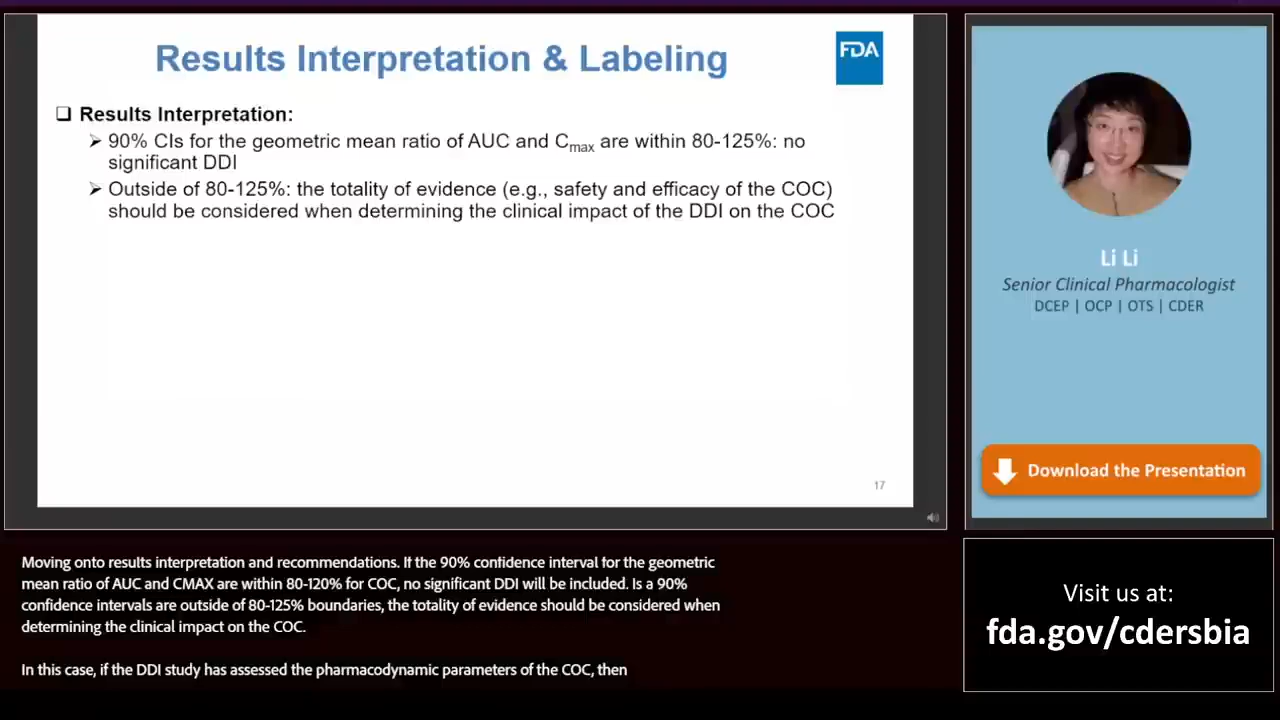 Results Interpretation & Labeling
FDA
❑ Results Interpretation:
➢ 90% CIs for the geometric mean ratio of AUC and Cmax are within 80-125%: no
significant DDI
➢ Outside of 80-125%: the totality of evidence (e.g., safety and efficacy of the COC)
should be considered when determining the clinical impact of the DDI on the COC
17
Li Li
Senior Clinical Pharmacologist
DCEP | OCP | OTS | CDER
Download the Presentation
Moving onto results interpretation and recommendations. If the 90% confidence interval for the geometric
mean ratio of AUC and CMAX are within 80-120% for COC, no significant DDI will be included. Is a 90%
confidence intervals are outside of 80-125% boundaries, the totality of evidence should be considered when
determining the clinical impact on the COC.
In this case, if the DDI study has assessed the pharmacodynamic parameters of the COC, then
Visit us at:
fda.gov/cdersbia